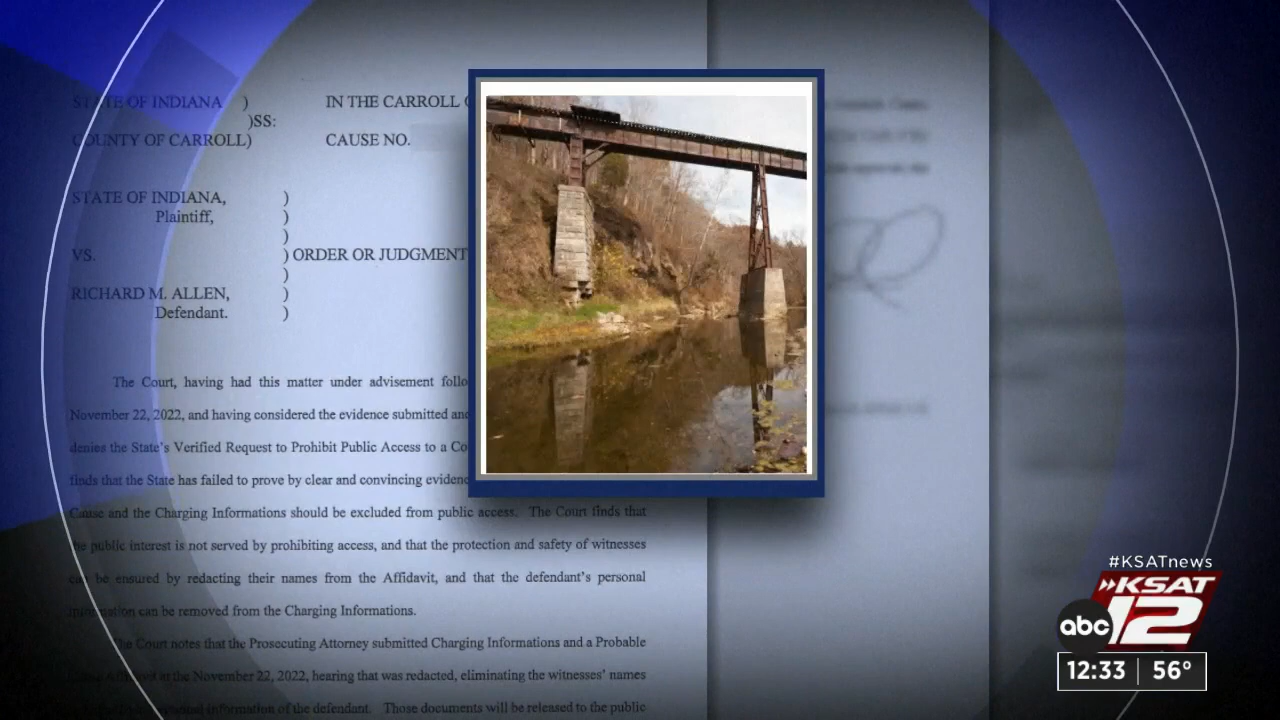 STATE OF INDIANA ) IN THE CARROLL
)SS:
COUNTY OF CARROLL) CAUSE NO.
STATE OF INDIANA, )
Plaintiff, )
)
VS. ) ORDER OR JUDGMENT
)
RICHARD M. ALLEN, )
Defendant. )
The Court, having had this matter under advisement
November 22, 2022, and having considered the evidence submitted
denies the State's Verified Request to Prohibit Public Access to a
finds that the State has failed to prove by clear and convincing
Cause and the Charging Informations should be excluded from public access. The Court finds that
the public interest is not served by prohibiting access, and that the protection and safety of witnesses
can be ensured by redacting their names from the Affidavit, and that the defendant's personal
information can be removed from the Charging Informations.
The Court notes that the Prosecuting Attorney submitted Charging Informations and a Probable
at the November 22, 2022, hearing that was redacted, eliminating the witnesses' names
information of the defendant. Those documents will be released to the public
#KSATnews
KSAT
abc 12
12:33 56°